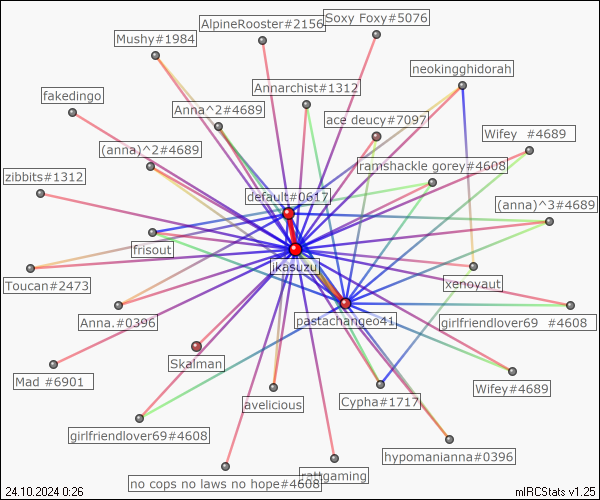 Soxy Foxy#5076
AlpineRooster#2156
Mushy#1984
neokingghidorah
Annarchist#1312
fakedingo
Anna^2#4689
ace deucy#7097
Wifey #4689
(anna)^2#4689
ramshackle gorey#4608
zibbits#1312
default#0617
(anna)^3#4689
frisout
ikasuzu
Toucan#2473
xenoyaut
Anna.#0396
pastachangeo41
girlfriendlover69 #4608
Skalman
Mad #6901
Wifey#4689
avelicious
Cypha#1717
girlfriendlover69#4608
hypomanianna#0396
rattgaming
no cops no laws no hope#4608
24.10.2024 0:26
mIRCStats v1.25